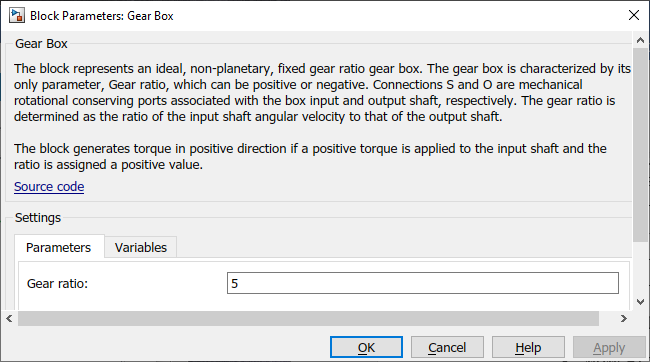 Block Parameters: Gear Box
Gear Box
The block represents an ideal, non-planetary, fixed gear ratio gear box. The gear box is characterized by its
only parameter, Gear ratio, which can be positive or negative. Connections S and O are mechanical
rotational conserving ports associated with the box input and output shaft, respectively. The gear ratio is
determined as the ratio of the input shaft angular velocity to that of the output shaft.
The block generates torque in positive direction if a positive torque is applied to the input shaft and the
ratio is assigned a positive value.
Source code
Settings
Parameters Variables
Gear ratio: 5
OK Cancel Help Apply